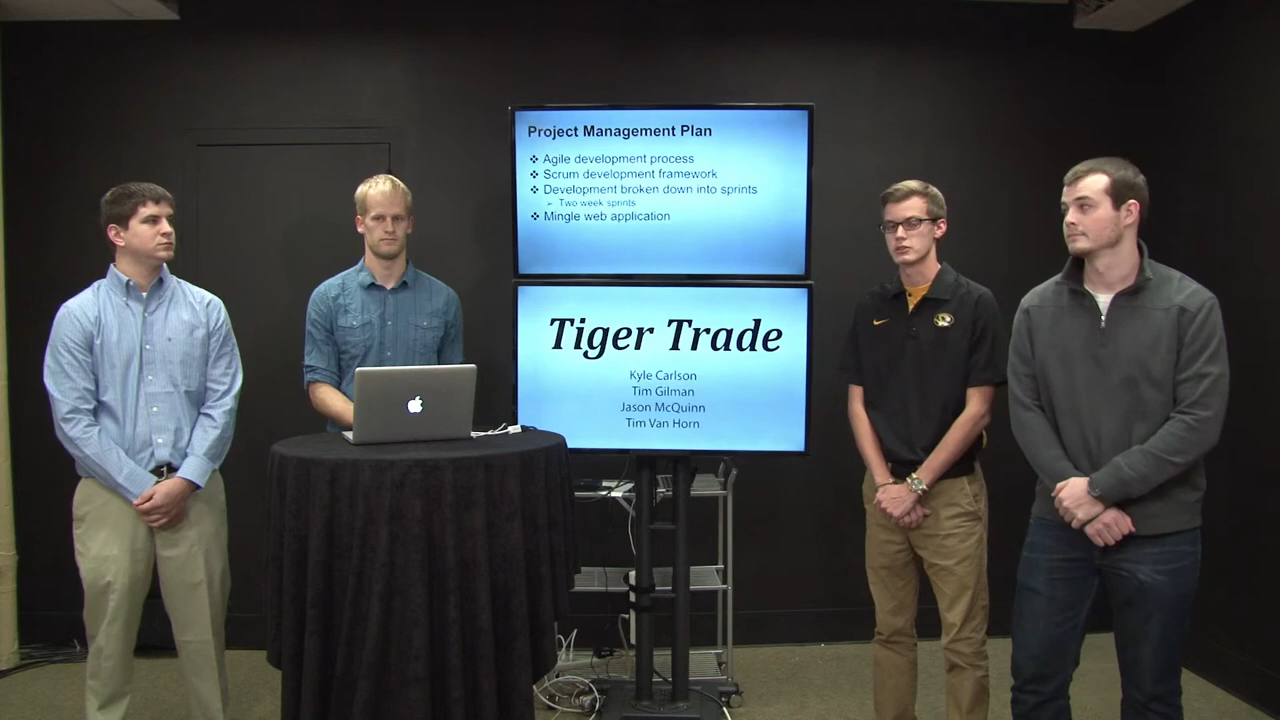 Project Management Plan
❖ Agile development process
❖ Scrum development framework
❖ Development broken down into sprints
➢ Two week sprints
❖ Mingle web application
Tiger Trade
Kyle Carlson
Tim Gilman
Jason McQuinn
Tim Van Horn